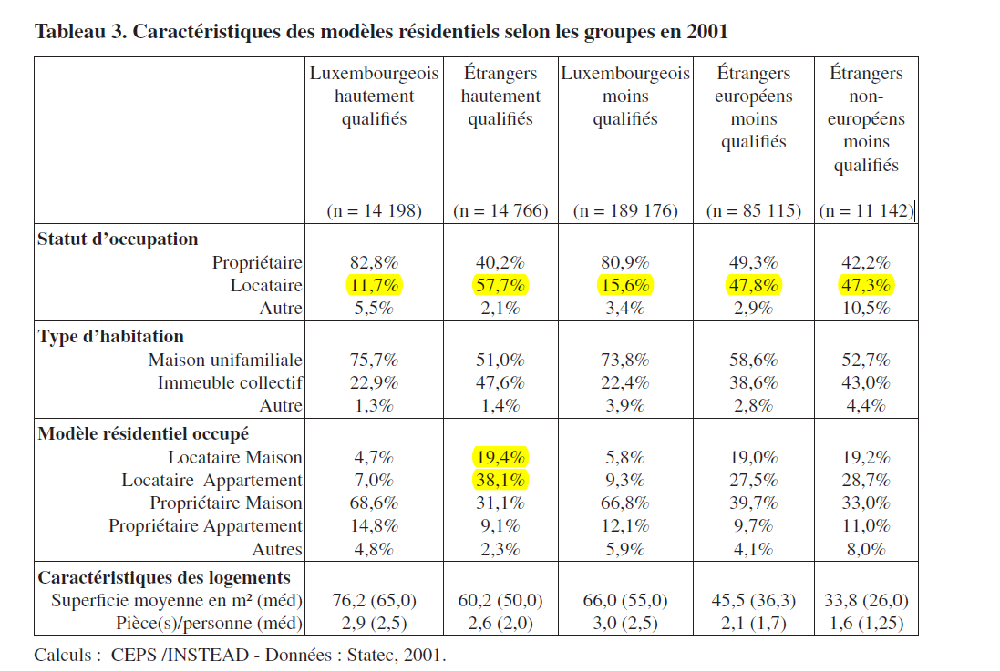 Tableau 3. Caractéristiques des modèles résidentiels selon les groupes en 2001
Luxembourgeois hautement qualifiés (n = 14 198) Étrangers hautement qualifiés (n = 14 766) Luxembourgeois moins qualifiés (n = 189 176) Étrangers européens moins qualifiés (n = 85 115) Étrangers non-européens moins qualifiés (n = 11 142)
Statut d’occupation
Propriétaire 82,8% 40,2% 80,9% 49,3% 42,2%
Locataire 11,7% 57,7% 15,6% 47,8% 47,3%
Autre 5,5% 2,1% 3,4% 2,9% 10,5%
Type d’habitation
Maison unifamiliale 75,7% 51,0% 73,8% 58,6% 52,7%
Immeuble collectif 22,9% 47,6% 22,4% 38,6% 43,0%
Autre 1,3% 1,4% 3,9% 2,8% 4,4%
Modèle résidentiel occupé
Locataire Maison 4,7% 19,4% 5,8% 19,0% 19,2%
Locataire Appartement 7,0% 38,1% 9,3% 27,5% 28,7%
Propriétaire Maison 68,6% 31,1% 66,8% 39,7% 33,0%
Propriétaire Appartement 14,8% 9,1% 12,1% 9,7% 11,0%
Autres 4,8% 2,3% 5,9% 4,1% 8,0%
Caractéristiques des logements
Superficie moyenne en m² (méd) 76,2 (65,0) 60,2 (50,0) 66,0 (55,0) 45,5 (36,3) 33,8 (26,0)
Pièce(s)/personne (méd) 2,9 (2,5) 2,6 (2,0) 3,0 (2,5) 2,1 (1,7) 1,6 (1,25)
Calculs : CEPS /INSTEAD - Données : Statec, 2001.